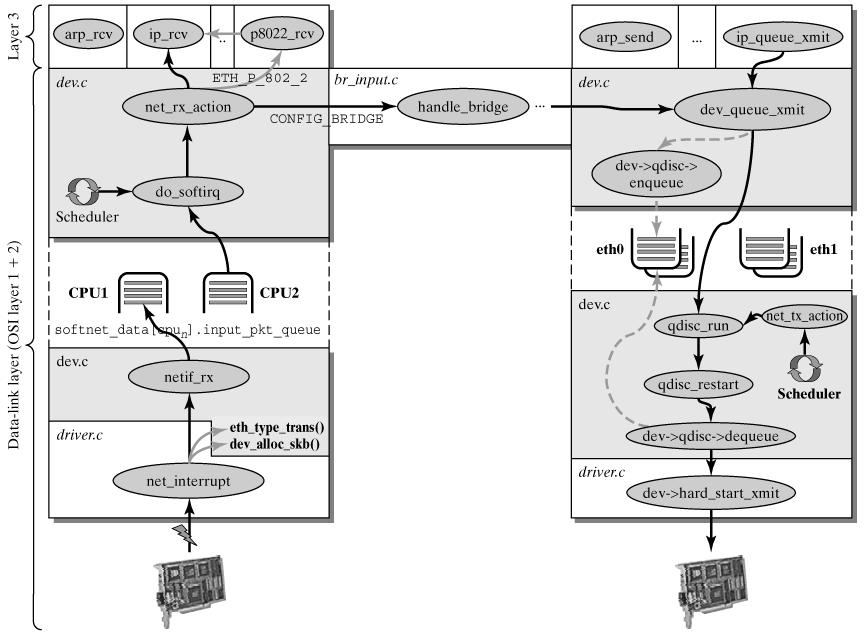 Layer 3
arp_rcv
ip_rcv
..
p8022_rcv
arp_send
...
ip_queue_xmit
dev.c
ETH_P_802_2
br_input.c
dev.c
net_rx_action
handle_bridge
...
dev_queue_xmit
CONFIG_BRIDGE
dev->qdisc->
enqueue
do_softirq
Scheduler
eth0
eth1
CPU1
CPU2
softnet_data[cpun].input_pkt_queue
Data-link layer (OSI layer 1 + 2)
dev.c
qdisc_run
net_tx_action
dev.c
netif_rx
qdisc_restart
Scheduler
eth_type_trans()
driver.c
dev_alloc_skb()
dev->qdisc->dequeue
driver.c
net_interrupt
dev->hard_start_xmit